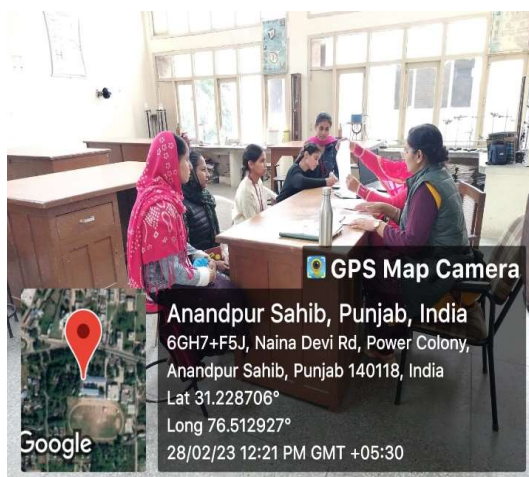 GPS Map Camera
Anandpur Sahib, Punjab, India
6GH7+F5J, Naina Devi Rd, Power Colony,
Anandpur Sahib, Punjab 140118, India
Lat 31.228706°
Long 76.512927°
28/02/23 12:21 PM GMT +05:30
Google